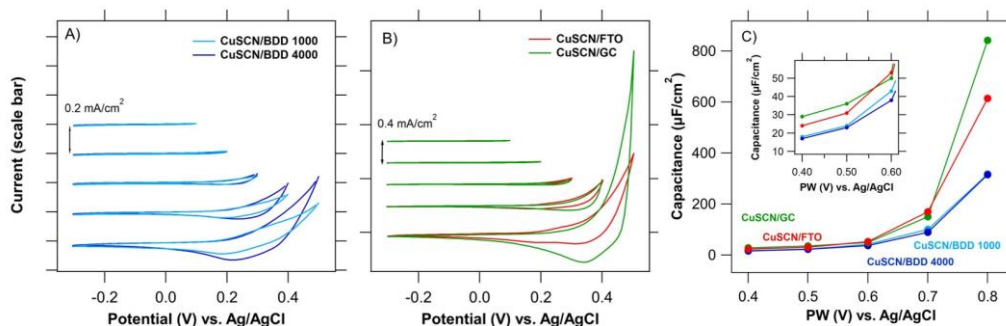 A)
CuSCN/BDD 1000
CuSCN/BDD 4000
0.2 mA/cm²
Current (scale bar)
-0.2 0.0 0.2 0.4
Potential (V) vs. Ag/AgCl
B)
CuSCN/FTO
CuSCN/GC
0.4 mA/cm²
-0.2 0.0 0.2 0.4
Potential (V) vs. Ag/AgCl
C)
Capacitance (µF/cm²)
800
600
400
200
0
Capacitance (µF/cm²)
50
40
30
20
10
0.40 0.50 0.60
PW (V) vs. Ag/AgCl
CuSCN/GC
CuSCN/FTO
CuSCN/BDD 1000
CuSCN/BDD 4000
0.4 0.5 0.6 0.7 0.8
PW (V) vs. Ag/AgCl